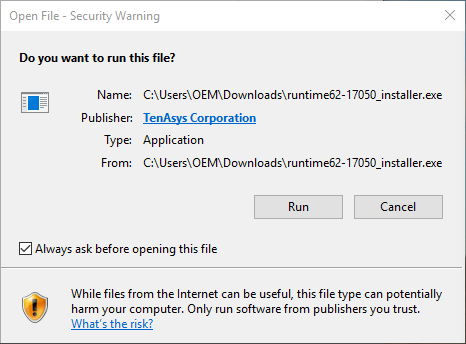 Open File - Security Warning
Do you want to run this file?
Name: C:\Users\OEM\Downloads\runtime62-17050_installer.exe
Publisher: TenAsys Corporation
Type: Application
From: C:\Users\OEM\Downloads\runtime62-17050_installer.exe
Run Cancel
Always ask before opening this file
While files from the Internet can be useful, this file type can potentially
harm your computer. Only run software from publishers you trust.
What's the risk?